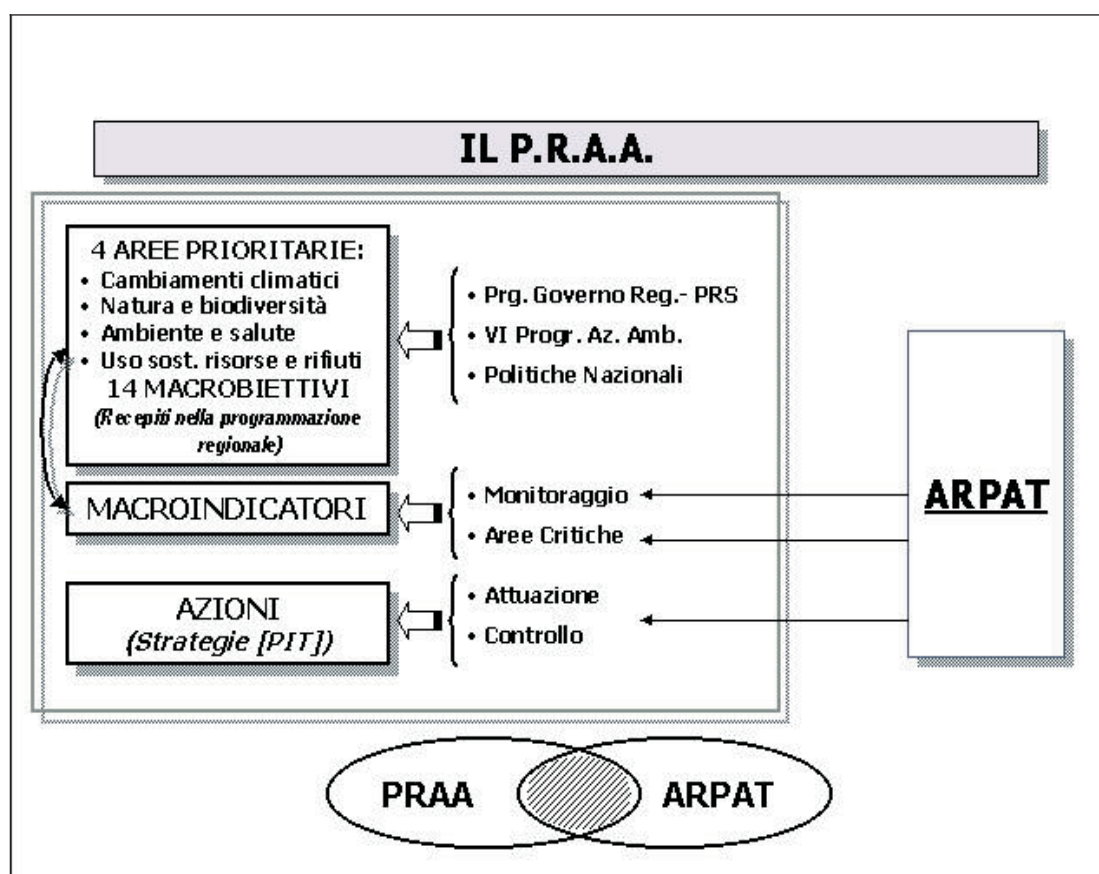 IL P.R.A.A.
4 AREE PRIORITARIE:
• Cambiamenti climatici
• Natura e biodiversità
• Ambiente e salute
• Uso sost. risorse e rifiuti
14 MACROBIETTIVI
(Recepiti nella programmazione
regionale)
• Prg. Governo Reg.- PRS
• VI Progr. Az. Amb.
• Politiche Nazionali
MACROINDICATORI
• Monitoraggio
• Aree Critiche
AZIONI
(Strategie [PIT])
• Attuazione
• Controllo
ARPAT
PRAA
ARPAT